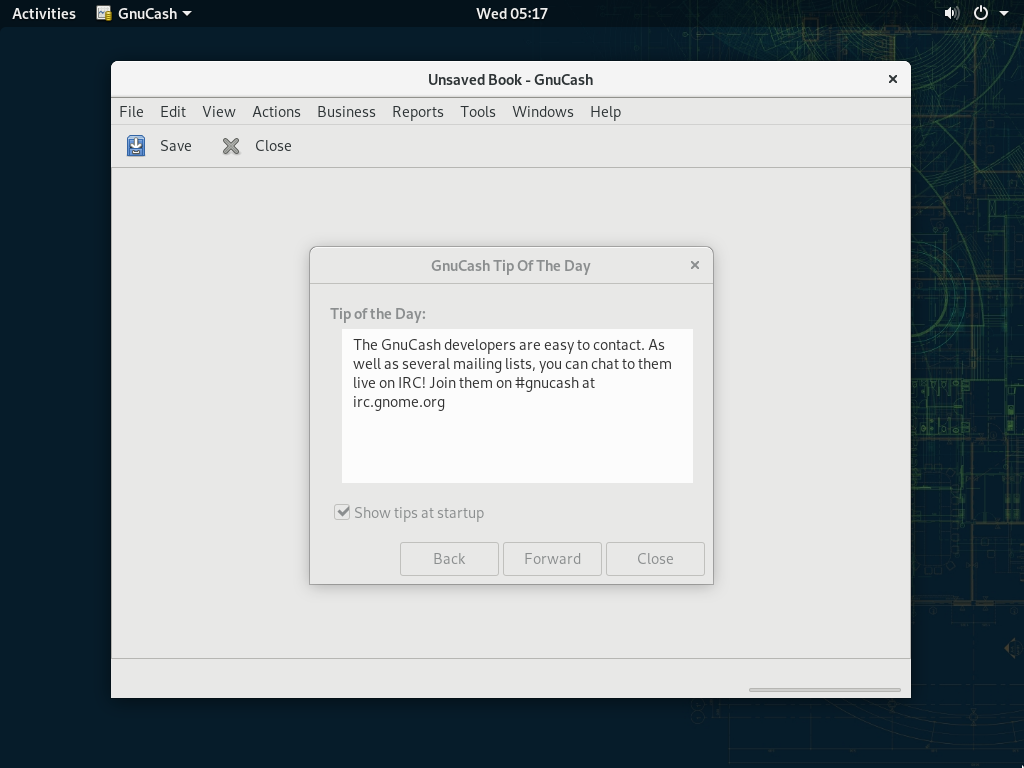 Activities GnuCash Wed 05:17
Unsaved Book - GnuCash
File Edit View Actions Business Reports Tools Windows Help
Save Close
GnuCash Tip Of The Day
Tip of the Day:
The GnuCash developers are easy to contact. As
well as several mailing lists, you can chat to them
live on IRC! Join them on #gnucash at
irc.gnome.org
Show tips at startup
Back Forward Close